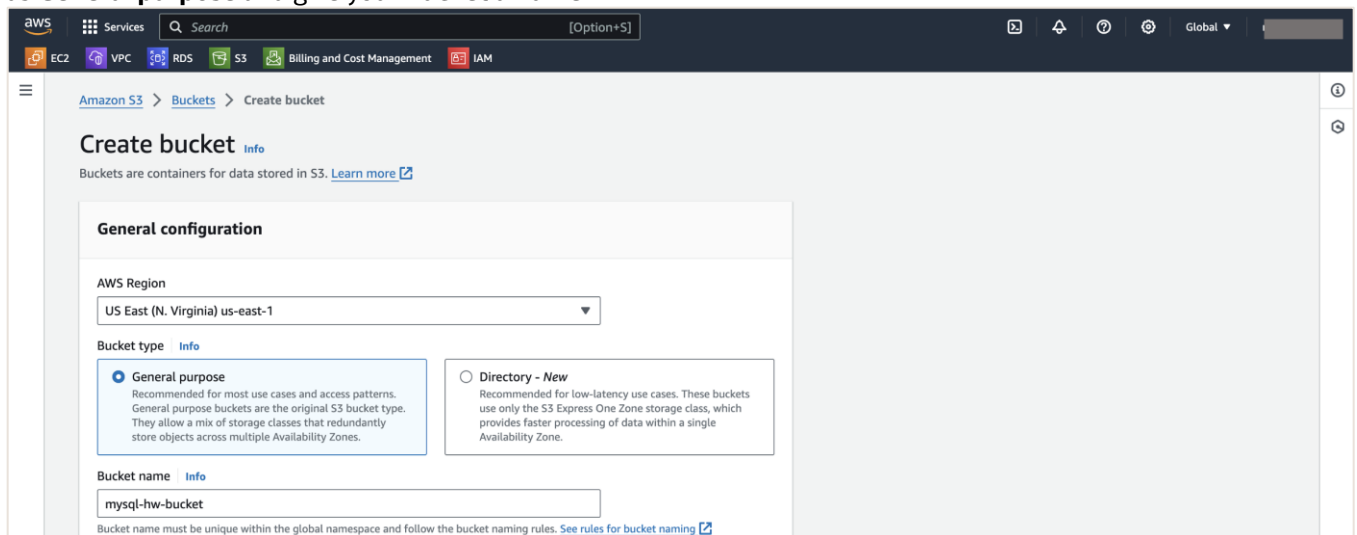 aws Services Search [Option+S] Global
EC2 VPC RDS S3 Billing and Cost Management IAM
Amazon S3 > Buckets > Create bucket
Create bucket Info
Buckets are containers for data stored in S3. Learn more
General configuration
AWS Region
US East (N. Virginia) us-east-1
Bucket type Info
General purpose
Recommended for most use cases and access patterns.
General purpose buckets are the original S3 bucket type.
They allow a mix of storage classes that redundantly
store objects across multiple Availability Zones.
Directory - New
Recommended for low-latency use cases. These buckets
use only the S3 Express One Zone storage class, which
provides faster processing of data within a single
Availability Zone.
Bucket name Info
mysql-hw-bucket
Bucket name must be unique within the global namespace and follow the bucket naming rules. See rules for bucket naming